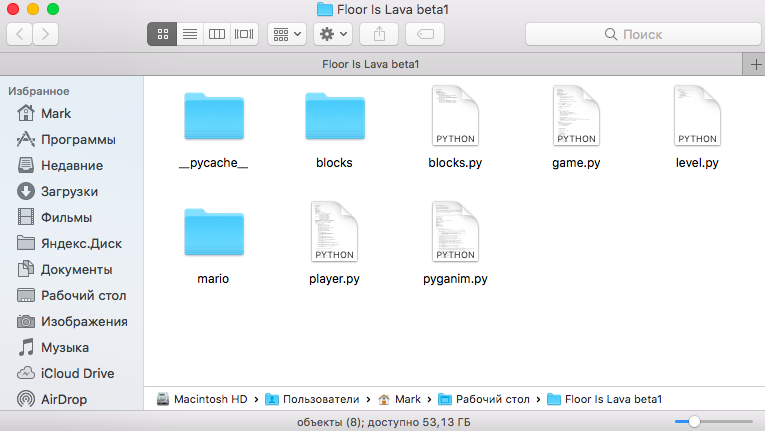 Floor Is Lava beta1
Поиск
Floor Is Lava beta1
Избранное
Mark
Программы
Недавние
Загрузки
Фильмы
Яндекс.Диск
Документы
Рабочий стол
Изображения
Музыка
iCloud Drive
AirDrop
PYTHON PYTHON PYTHON
__pycache__ blocks blocks.py game.py level.py
PYTHON PYTHON
mario player.py pyganim.py
Macintosh HD › Пользователи › Mark › Рабочий стол › Floor Is Lava beta1
объекты (8); доступно 53,13 ГБ